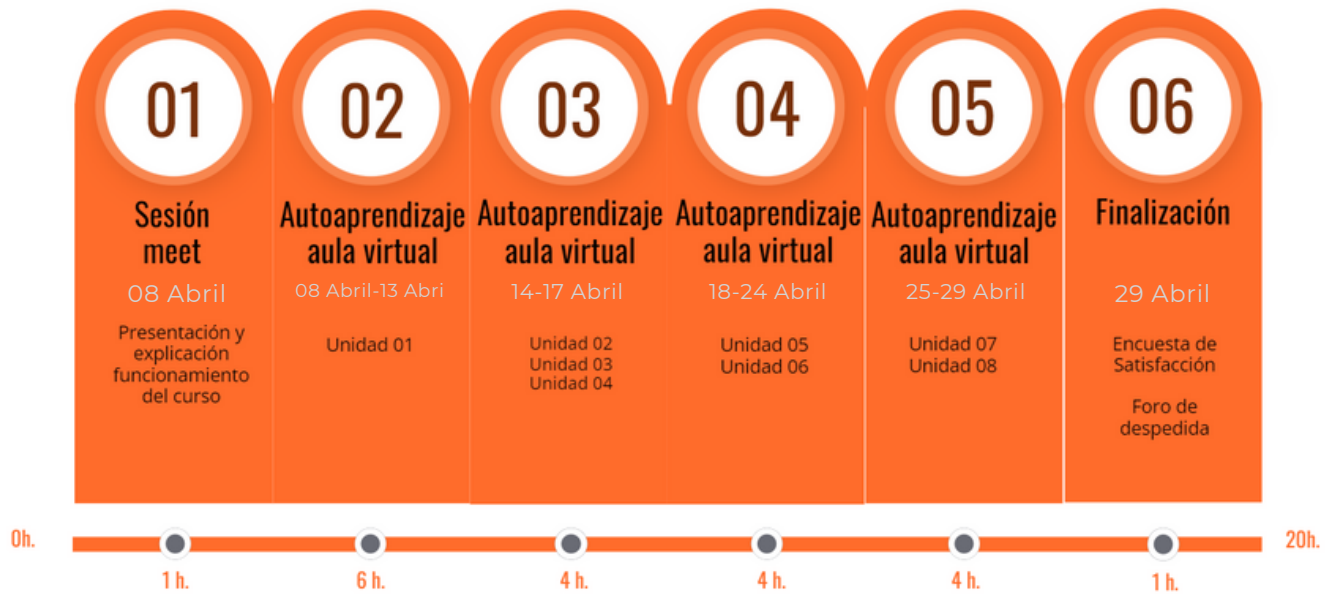 01
Sesión
meet
08 Abril
Presentación y
explicación
funcionamiento
del curso
02
Autoaprendizaje
aula virtual
08 Abril-13 Abri
Unidad 01
03
Autoaprendizaje
aula virtual
14-17 Abril
Unidad 02
Unidad 03
Unidad 04
04
Autoaprendizaje
aula virtual
18-24 Abril
Unidad 05
Unidad 06
05
Autoaprendizaje
aula virtual
25-29 Abril
Unidad 07
Unidad 08
06
Finalización
29 Abril
Encuesta de
Satisfacción
Foro de
despedida
0h.
20h.
1 h.
6 h.
4 h.
4 h.
4 h.
1 h.